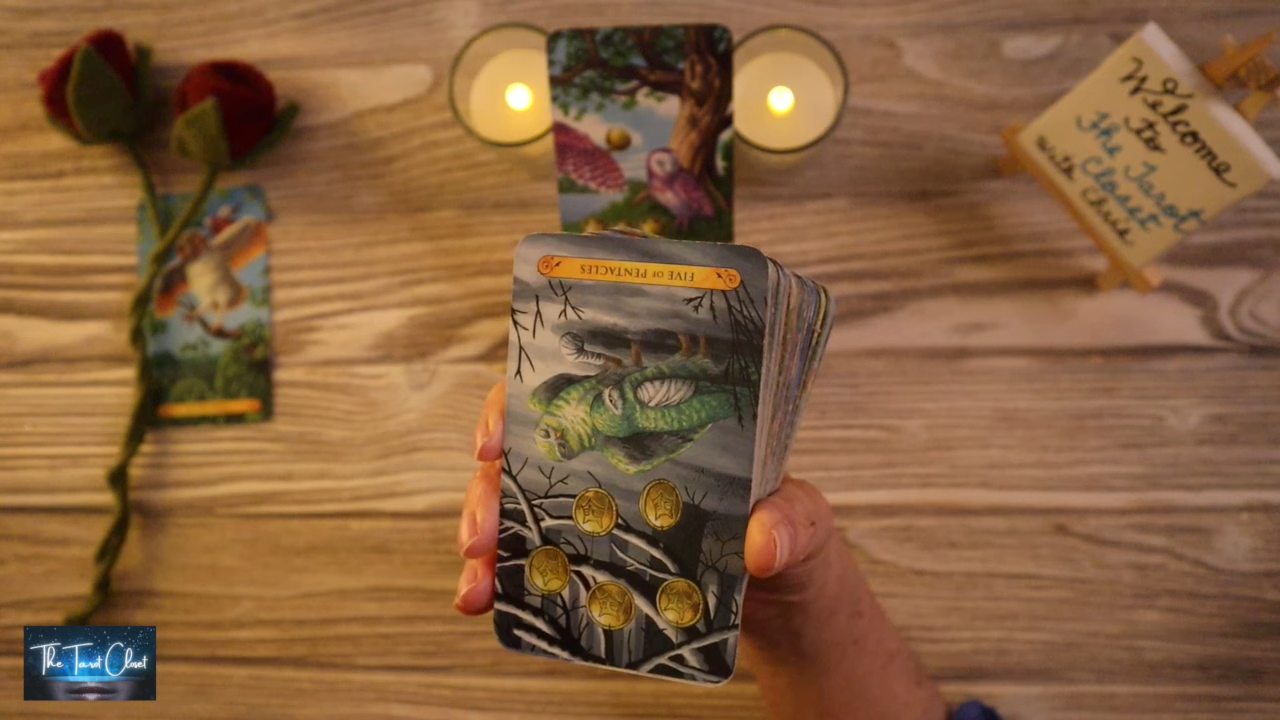 FIVE OF PENTACLES
Welcome
To
The Tarot
Closet
With Chris
The Tarot Closet